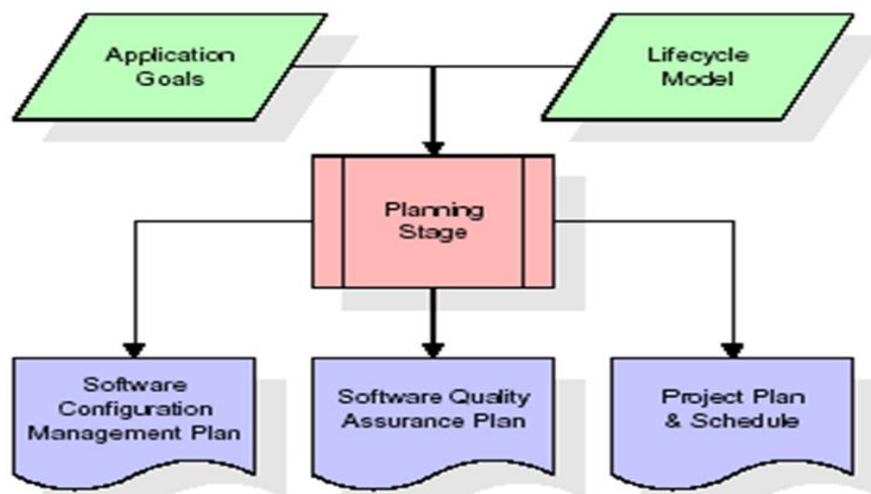 Application
Goals
Lifecycle
Model
Planning
Stage
Software
Configuration
Management Plan
Software Quality
Assurance Plan
Project Plan
& Schedule